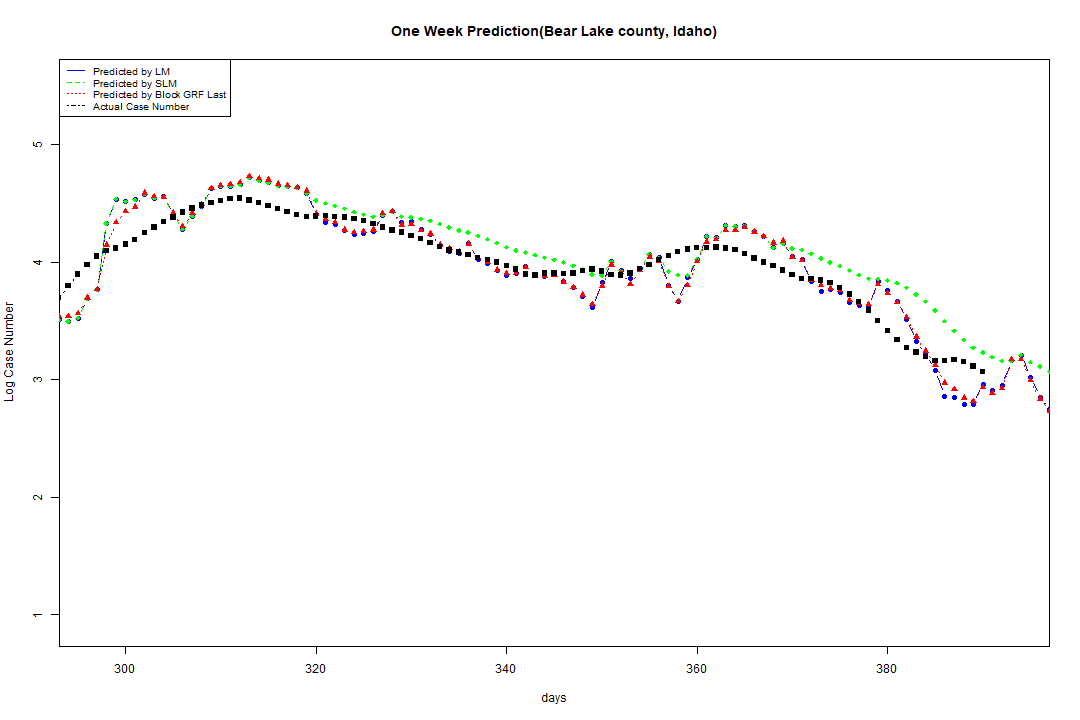 One Week Prediction(Bear Lake county, Idaho)
Predicted by LM
Predicted by SLM
Predicted by Block GRF Last
Actual Case Number
5
4
3
2
1
Log Case Number
300 320 340 360 380
days